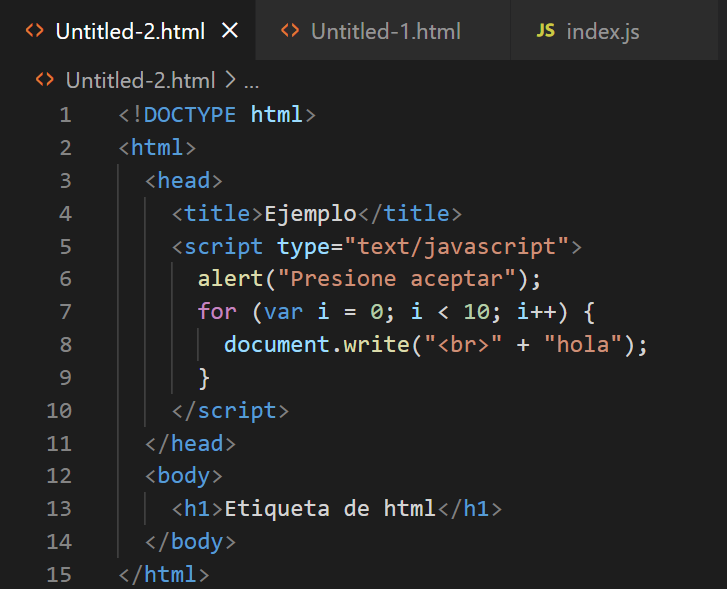 <> Untitled-2.html × <> Untitled-1.html JS index.js
<> Untitled-2.html > ...
1 <!DOCTYPE html>
2 <html>
3 <head>
4 <title>Ejemplo</title>
5 <script type="text/javascript">
6 alert("Presione aceptar");
7 for (var i = 0; i < 10; i++) {
8 document.write("<br>" + "hola");
9 }
10 </script>
11 </head>
12 <body>
13 <h1>Etiqueta de html</h1>
14 </body>
15 </html>